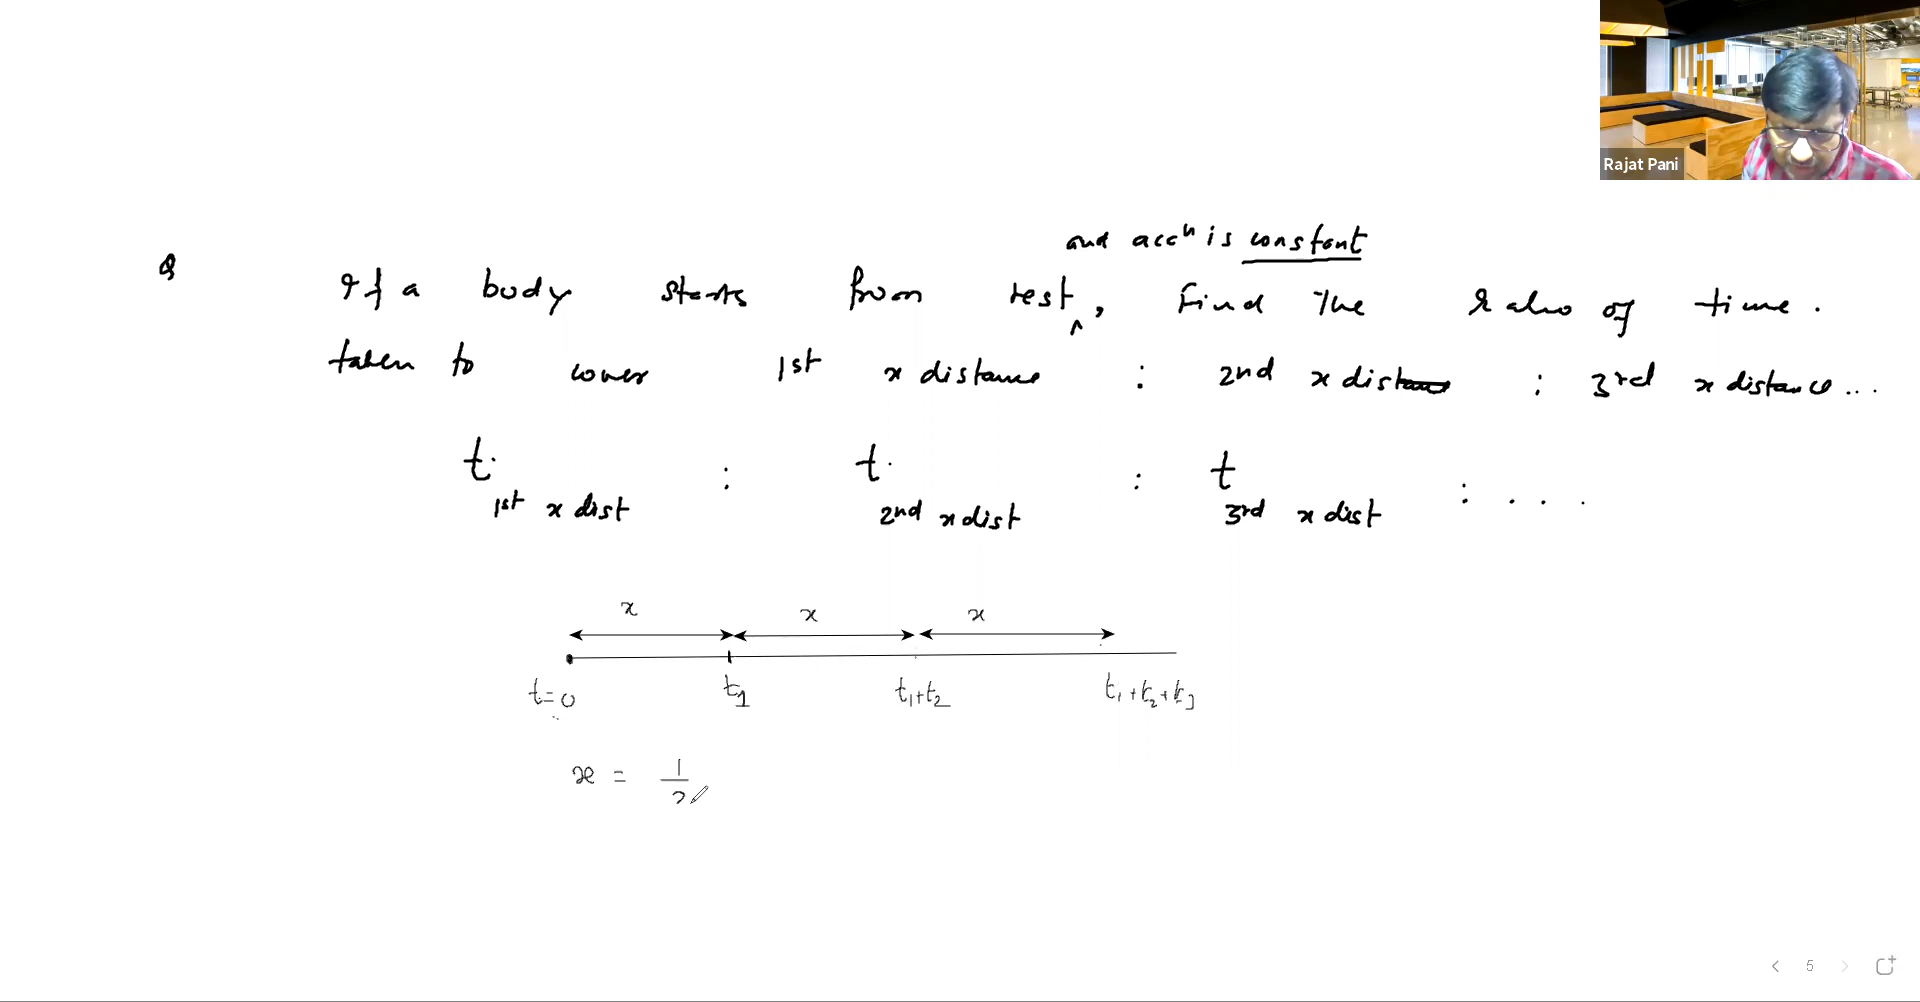 Rajat Pani
and accⁿ is constant
Q If a body starts from rest ^, Find The Ratio of time.
taken to cover 1st x distance : 2nd x distance : 3rd x distance...
t 1st x dist : t 2nd x dist : t 3rd x dist : ....
x x x
t=0 t₁ t₁+t₂ t₁+t₂+t₃
x = 1/2
5